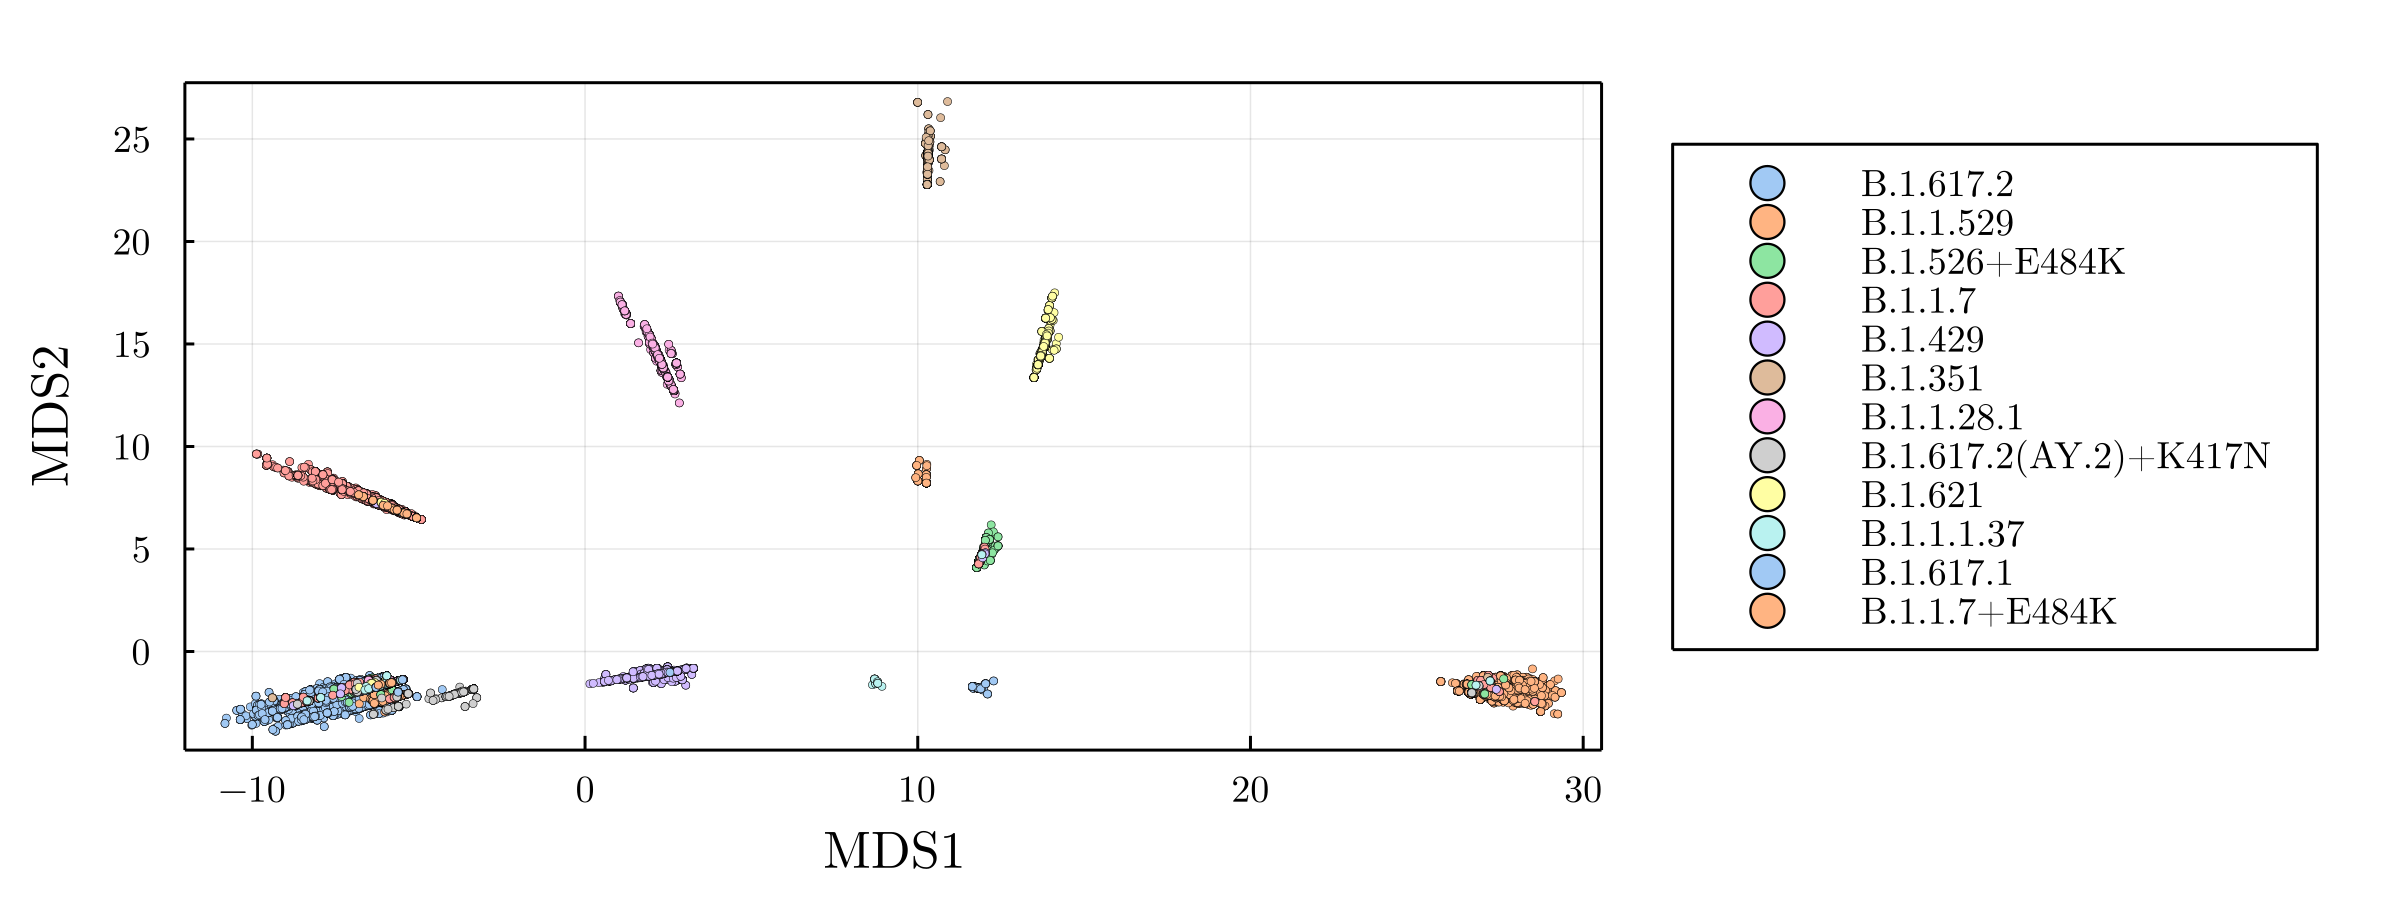 25
20
15
10
5
0
MDS2
−10 0 10 20 30
MDS1
B.1.617.2
B.1.1.529
B.1.526+E484K
B.1.1.7
B.1.429
B.1.351
B.1.1.28.1
B.1.617.2(AY.2)+K417N
B.1.621
B.1.1.1.37
B.1.617.1
B.1.1.7+E484K